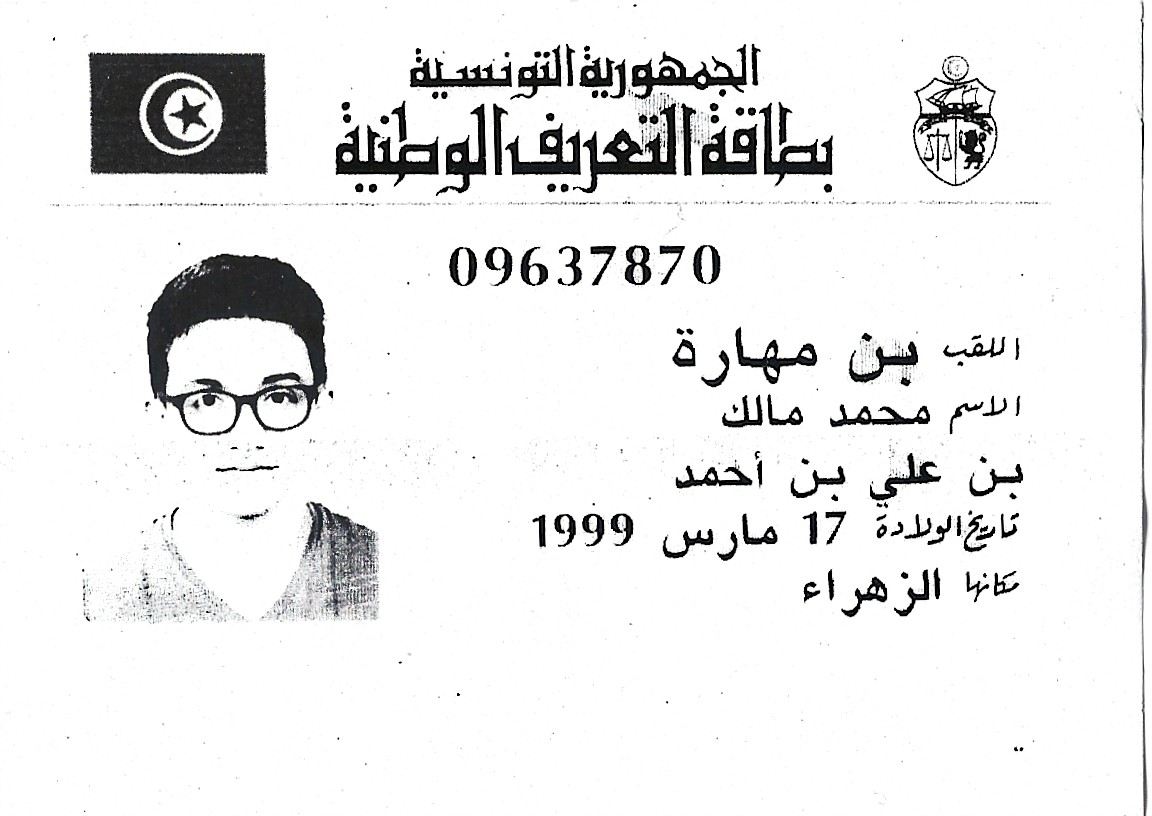 الجمهورية التونسية
بطاقة التعريف الوطنية
09637870
اللقب بن مهارة
الاسم محمد مالك
بن علي بن أحمد
تاريخ الولادة 17 مارس 1999
مكانها الزهراء